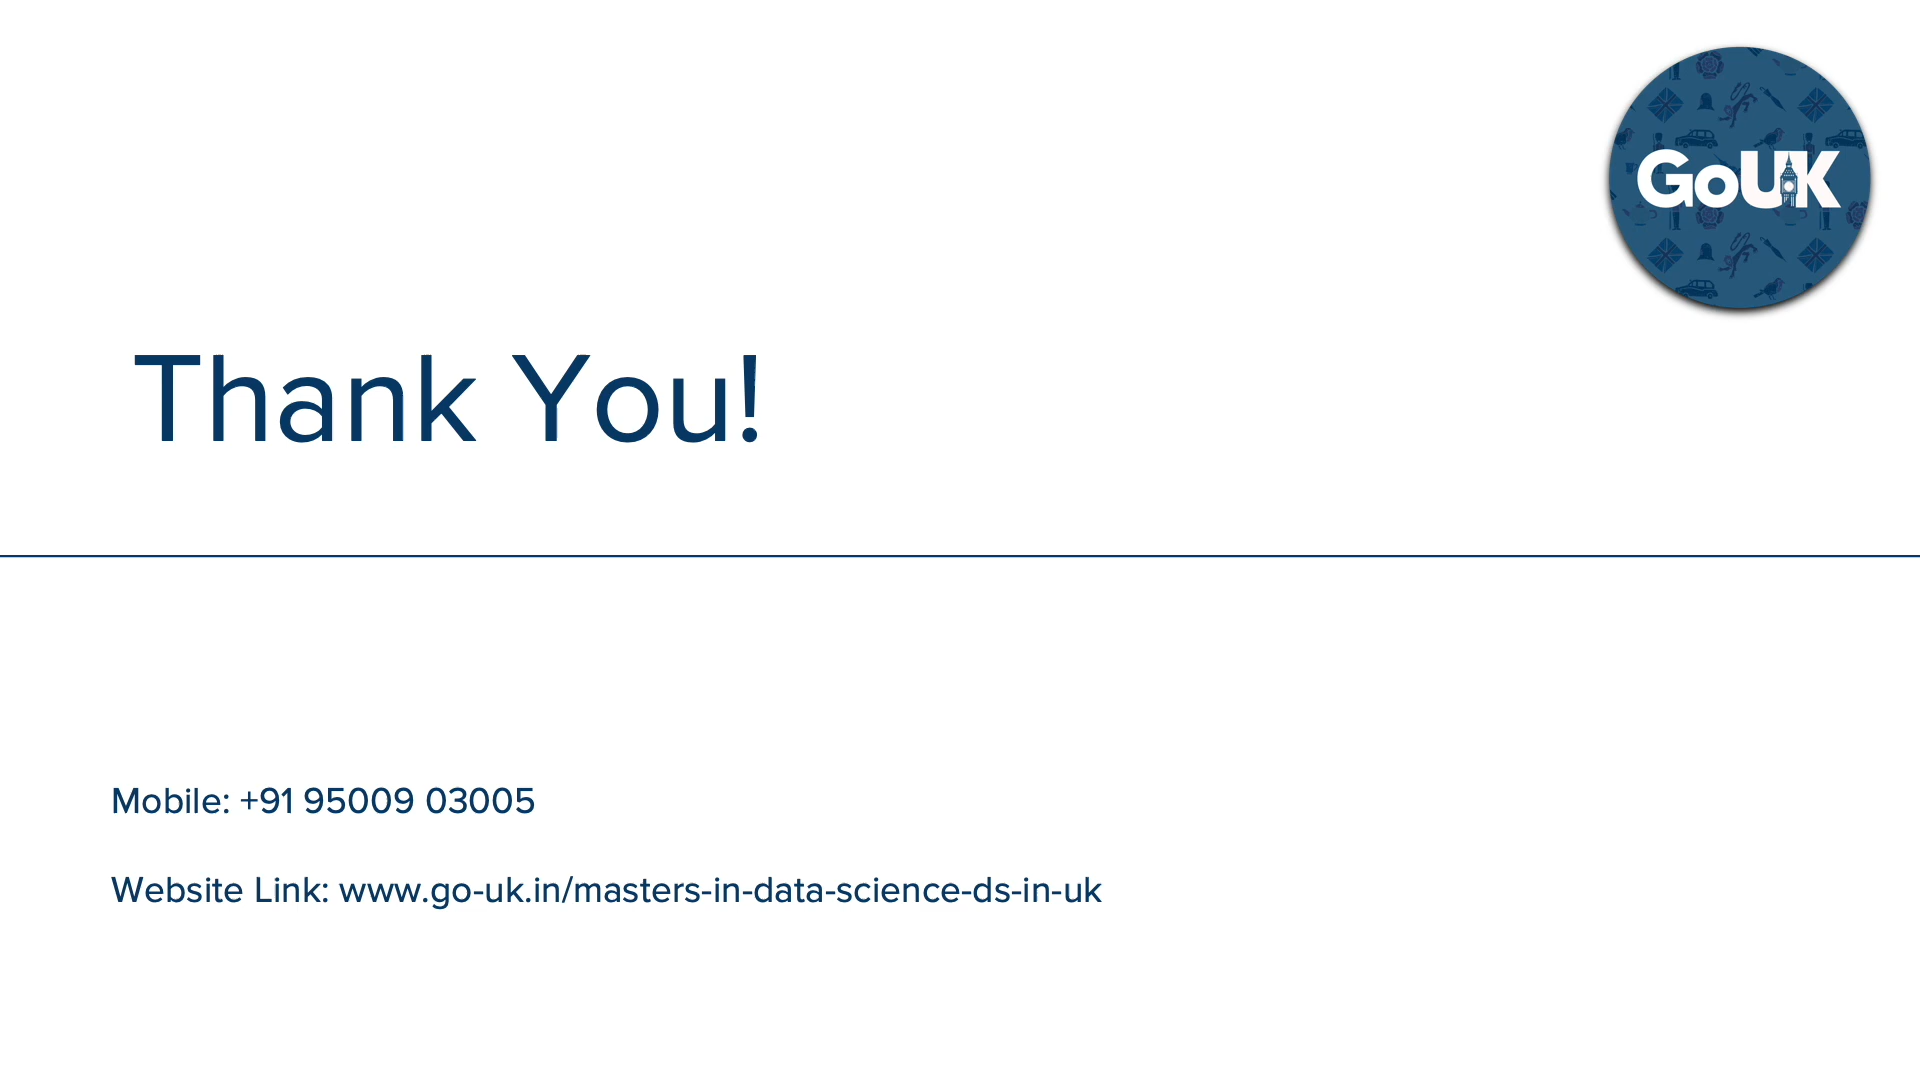 GoUK
Thank You!
Mobile: +91 95009 03005
Website Link: www.go-uk.in/masters-in-data-science-ds-in-uk